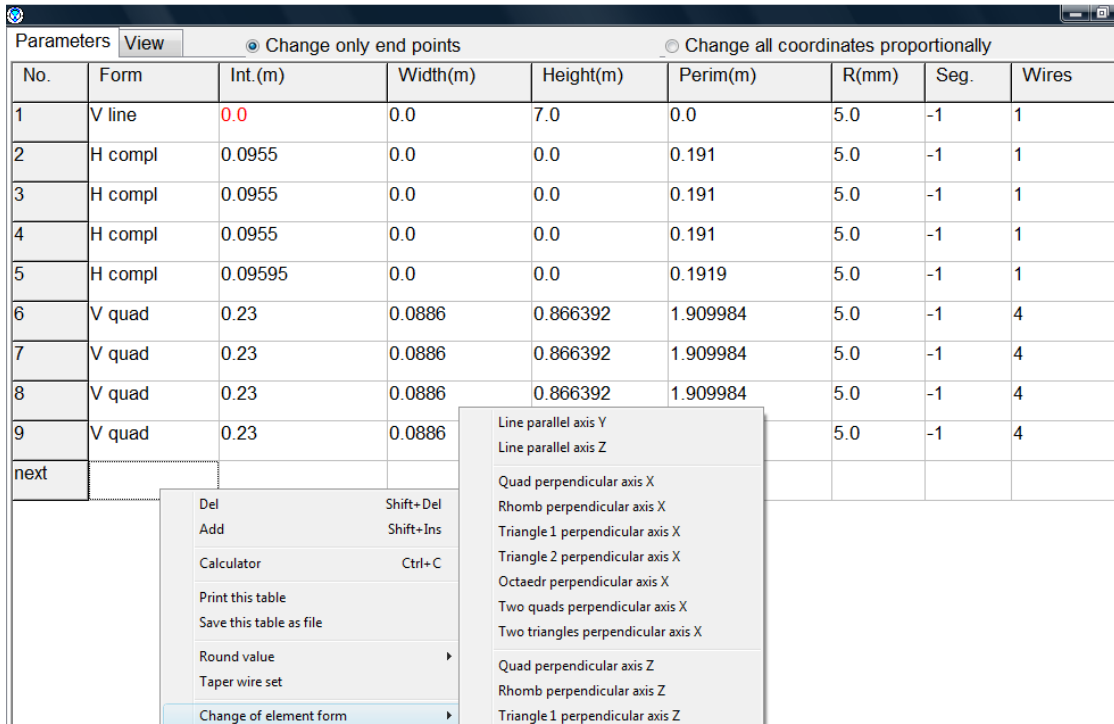 Parameters View Change only end points Change all coordinates proportionally
No. Form Int.(m) Width(m) Height(m) Perim(m) R(mm) Seg. Wires
1 V line 0.0 0.0 7.0 0.0 5.0 -1 1
2 H compl 0.0955 0.0 0.0 0.191 5.0 -1 1
3 H compl 0.0955 0.0 0.0 0.191 5.0 -1 1
4 H compl 0.0955 0.0 0.0 0.191 5.0 -1 1
5 H compl 0.09595 0.0 0.0 0.1919 5.0 -1 1
6 V quad 0.23 0.0886 0.866392 1.909984 5.0 -1 4
7 V quad 0.23 0.0886 0.866392 1.909984 5.0 -1 4
8 V quad 0.23 0.0886 0.866392 1.909984 5.0 -1 4
9 V quad 0.23 0.0886 5.0 -1 4
next
Del Shift+Del
Add Shift+Ins
Calculator Ctrl+C
Print this table
Save this table as file
Round value
Taper wire set
Change of element form
Line parallel axis Y
Line parallel axis Z
Quad perpendicular axis X
Rhomb perpendicular axis X
Triangle 1 perpendicular axis X
Triangle 2 perpendicular axis X
Octaedr perpendicular axis X
Two quads perpendicular axis X
Two triangles perpendicular axis X
Quad perpendicular axis Z
Rhomb perpendicular axis Z
Triangle 1 perpendicular axis Z